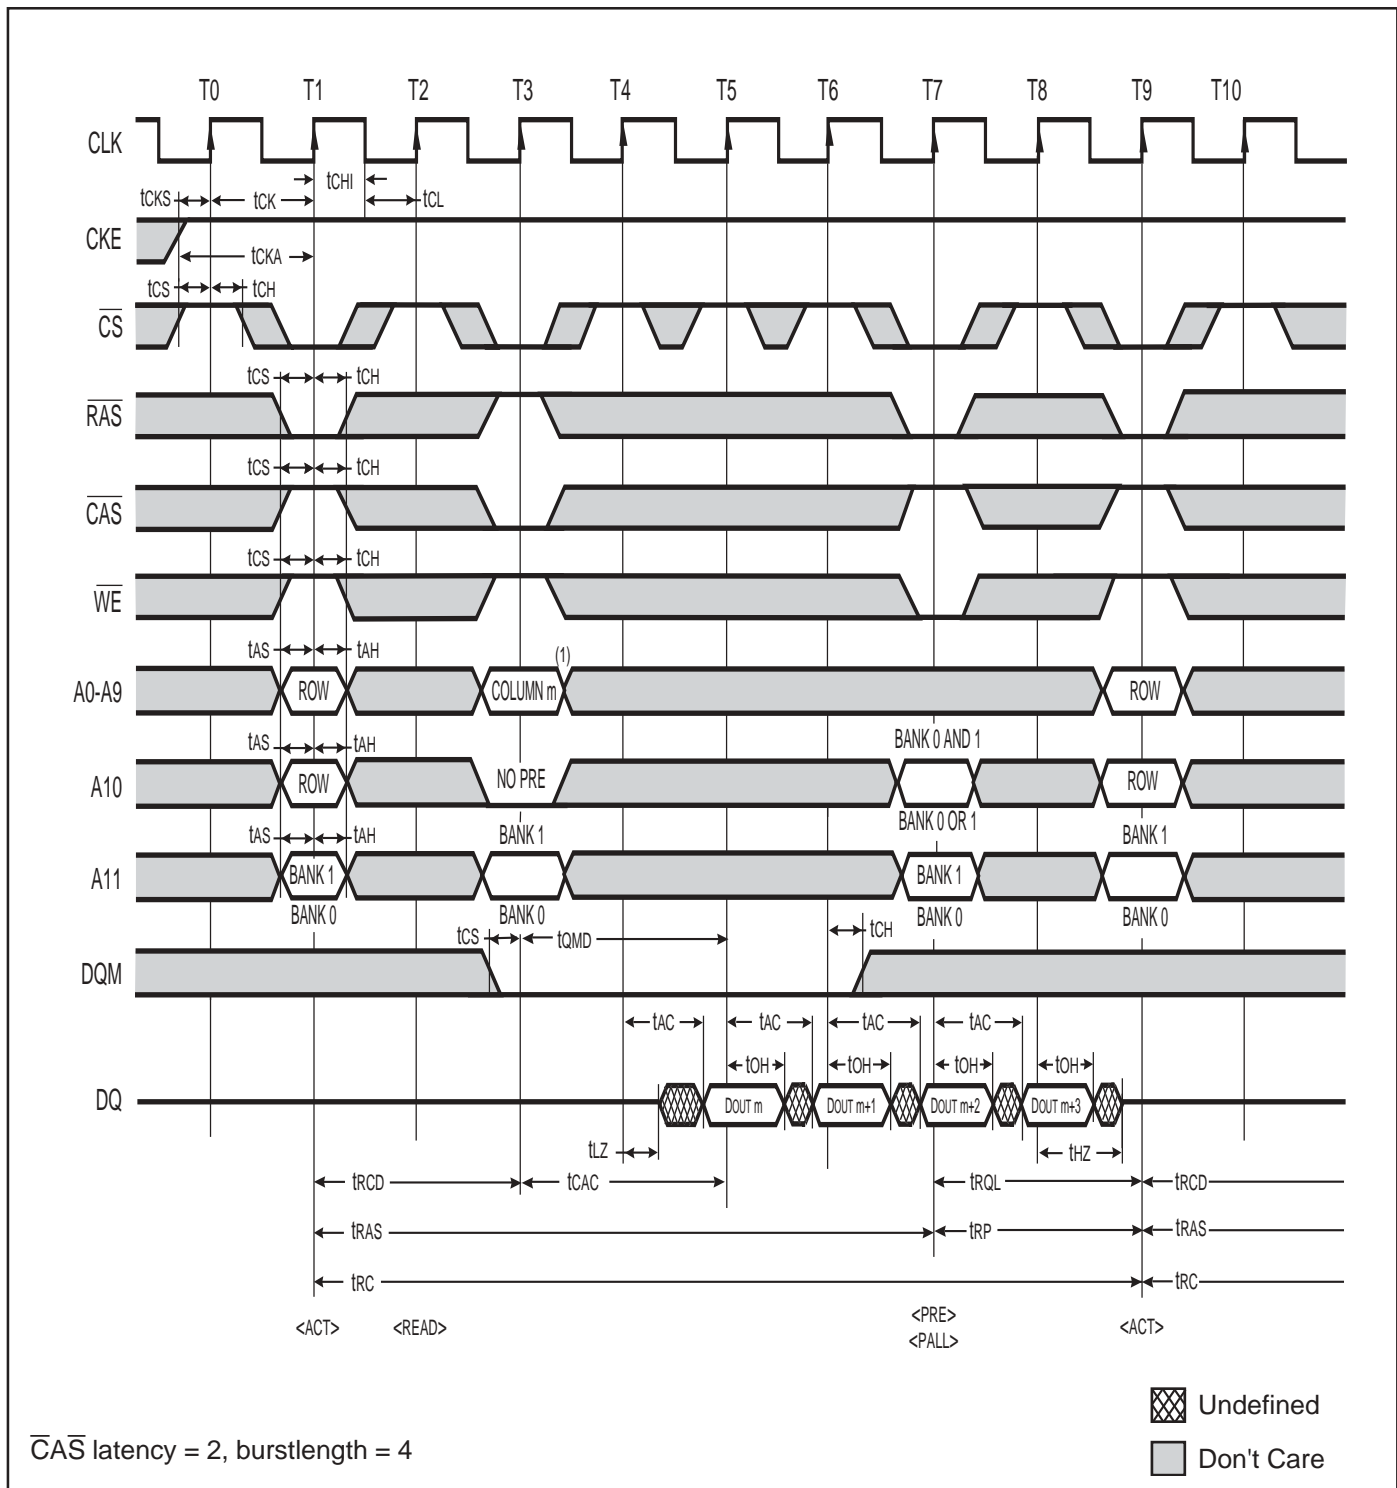 T0 T1 T2 T3 T4 T5 T6 T7 T8 T9 T10
CLK
tCHI
tCKS tCK tCL
CKE
tCKA
tCS tCH
CS
tCS tCH
RAS
tCS tCH
CAS
tCS tCH
WE
tAS tAH
(1)
A0-A9 ROW COLUMN m ROW
tAS tAH BANK 0 AND 1
A10 ROW NO PRE ROW
BANK 0 OR 1
tAS tAH BANK 1 BANK 1
A11 BANK 1 BANK 1
BANK 0 BANK 0 BANK 0 BANK 0
tCS tQMD tCH
DQM
tAC tAC tAC tAC
tOH tOH tOH tOH
DQ DOUT m DOUT m+1 DOUT m+2 DOUT m+3
tLZ tHZ
tRCD tCAC tRQL tRCD
tRAS tRP tRAS
tRC tRC
<ACT> <READ> <PRE> <ACT>
<PALL>
Undefined
CAS latency = 2, burstlength = 4
Don't Care